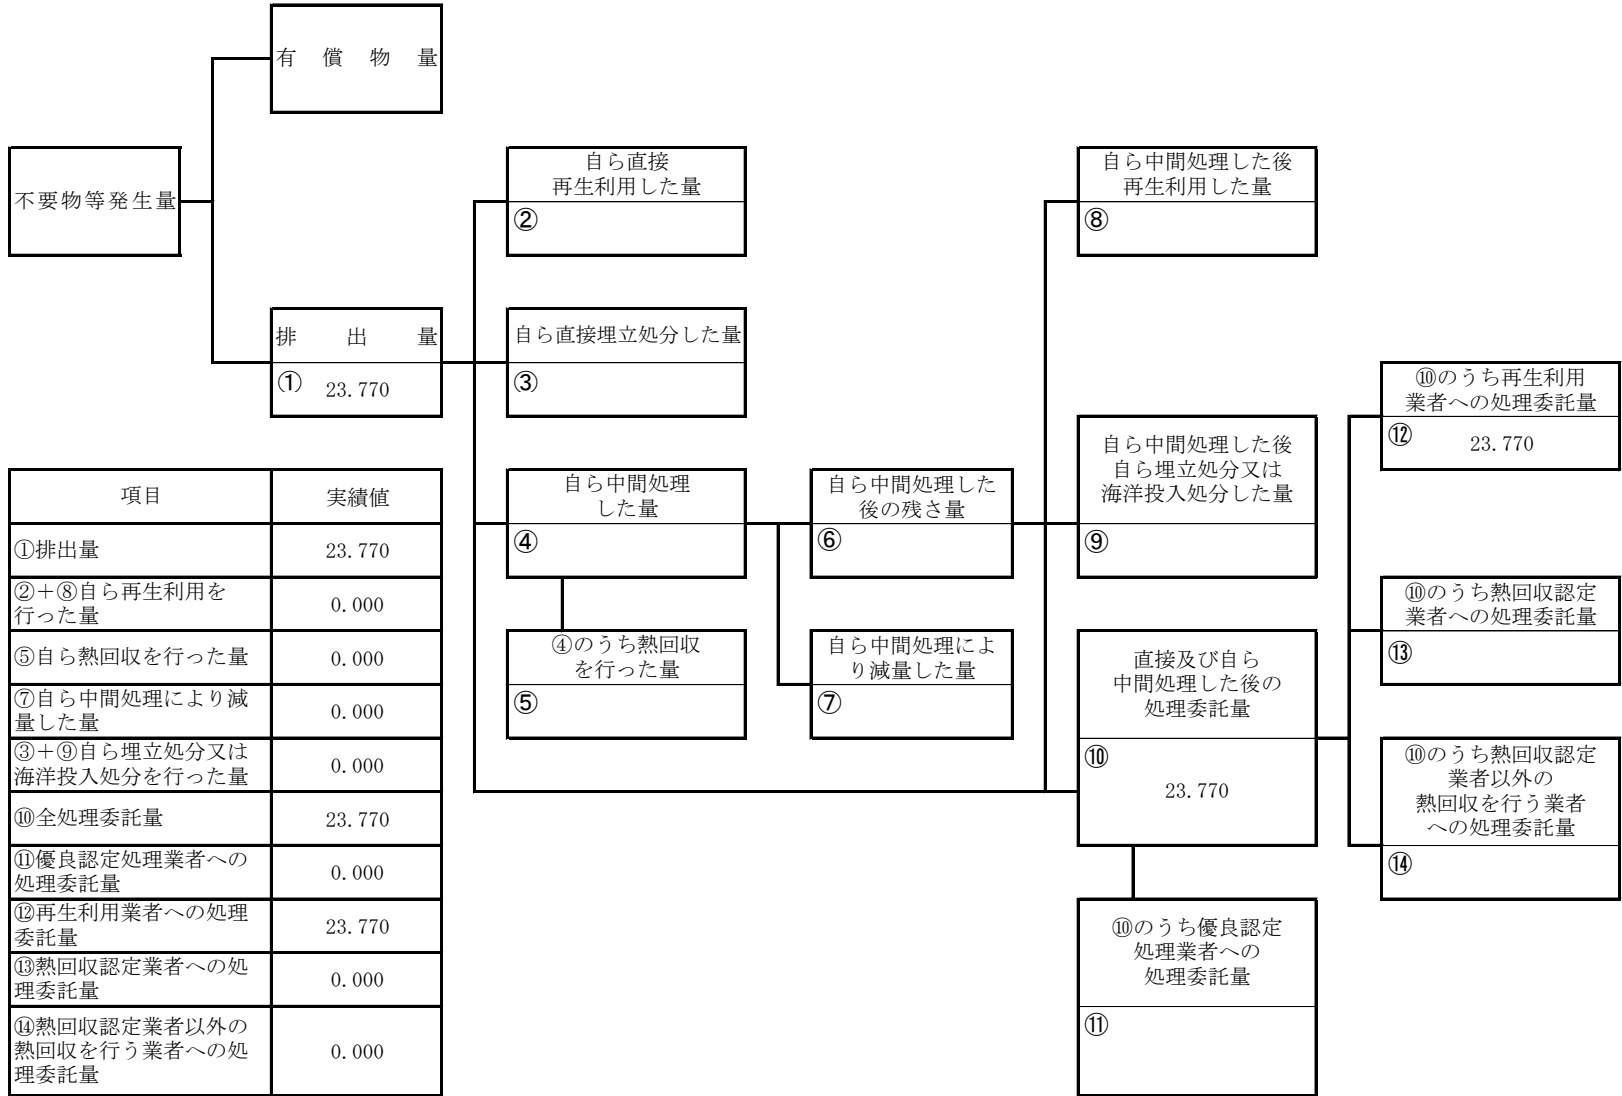 有償物量
不要物等発生量
排出量
① 23.770
自ら直接
再生利用した量
②
自ら直接埋立処分した量
③
自ら中間処理
した量
④
④のうち熱回収
を行った量
⑤
自ら中間処理した
後の残さ量
⑥
自ら中間処理によ
り減量した量
⑦
自ら中間処理した後
再生利用した量
⑧
自ら中間処理した後
自ら埋立処分又は
海洋投入処分した量
⑨
直接及び自ら
中間処理した後の
処理委託量
⑩
23.770
⑩のうち優良認定
処理業者への
処理委託量
⑪
⑩のうち再生利用
業者への処理委託量
⑫ 23.770
⑩のうち熱回収認定
業者への処理委託量
⑬
⑩のうち熱回収認定
業者以外の
熱回収を行う業者
への処理委託量
⑭
項目 実績値
①排出量 23.770
②+⑧自ら再生利用を
行った量 0.000
⑤自ら熱回収を行った量 0.000
⑦自ら中間処理により減
量した量 0.000
③+⑨自ら埋立処分又は
海洋投入処分を行った量 0.000
⑩全処理委託量 23.770
⑪優良認定処理業者への
処理委託量 0.000
⑫再生利用業者への処理
委託量 23.770
⑬熱回収認定業者への処
理委託量 0.000
⑭熱回収認定業者以外の
熱回収を行う業者への処
理委託量 0.000